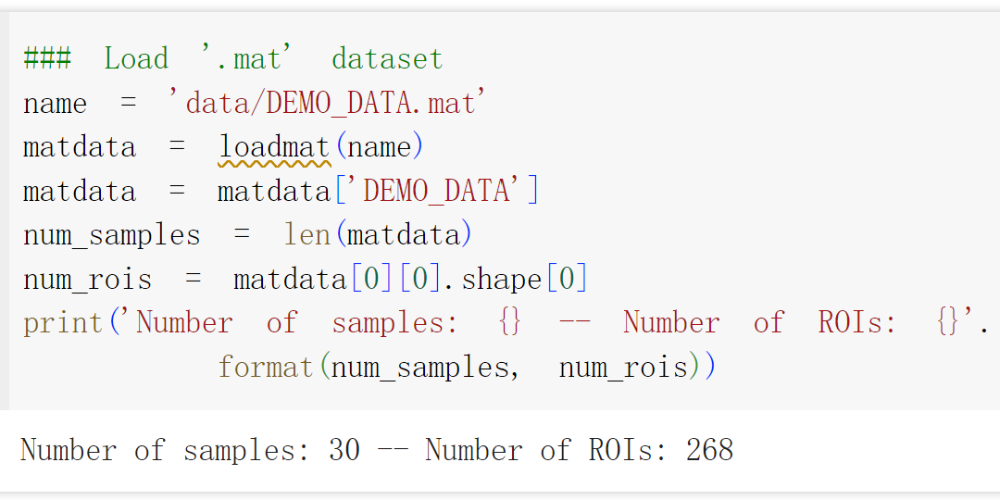 ### Load '.mat' dataset
name = 'data/DEMO_DATA.mat'
matdata = loadmat(name)
matdata = matdata['DEMO_DATA']
num_samples = len(matdata)
num_rois = matdata[0][0].shape[0]
print('Number of samples: {} -- Number of ROIs: {}'.
format(num_samples, num_rois))
Number of samples: 30 -- Number of ROIs: 268